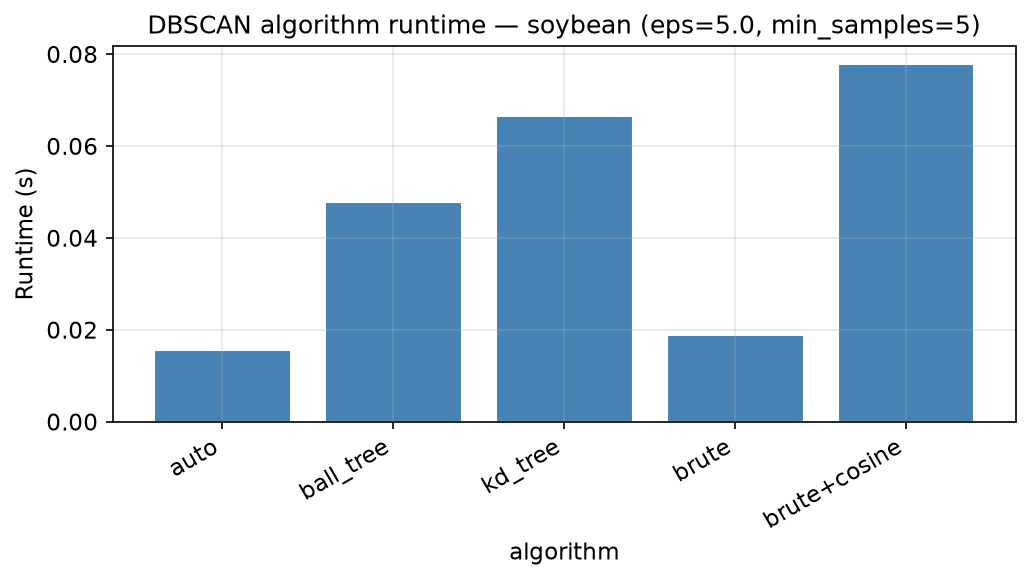 DBSCAN algorithm runtime — soybean (eps=5.0, min_samples=5)
Runtime (s)
0.08
0.06
0.04
0.02
0.00
auto
ball_tree
kd_tree
brute
brute+cosine
algorithm